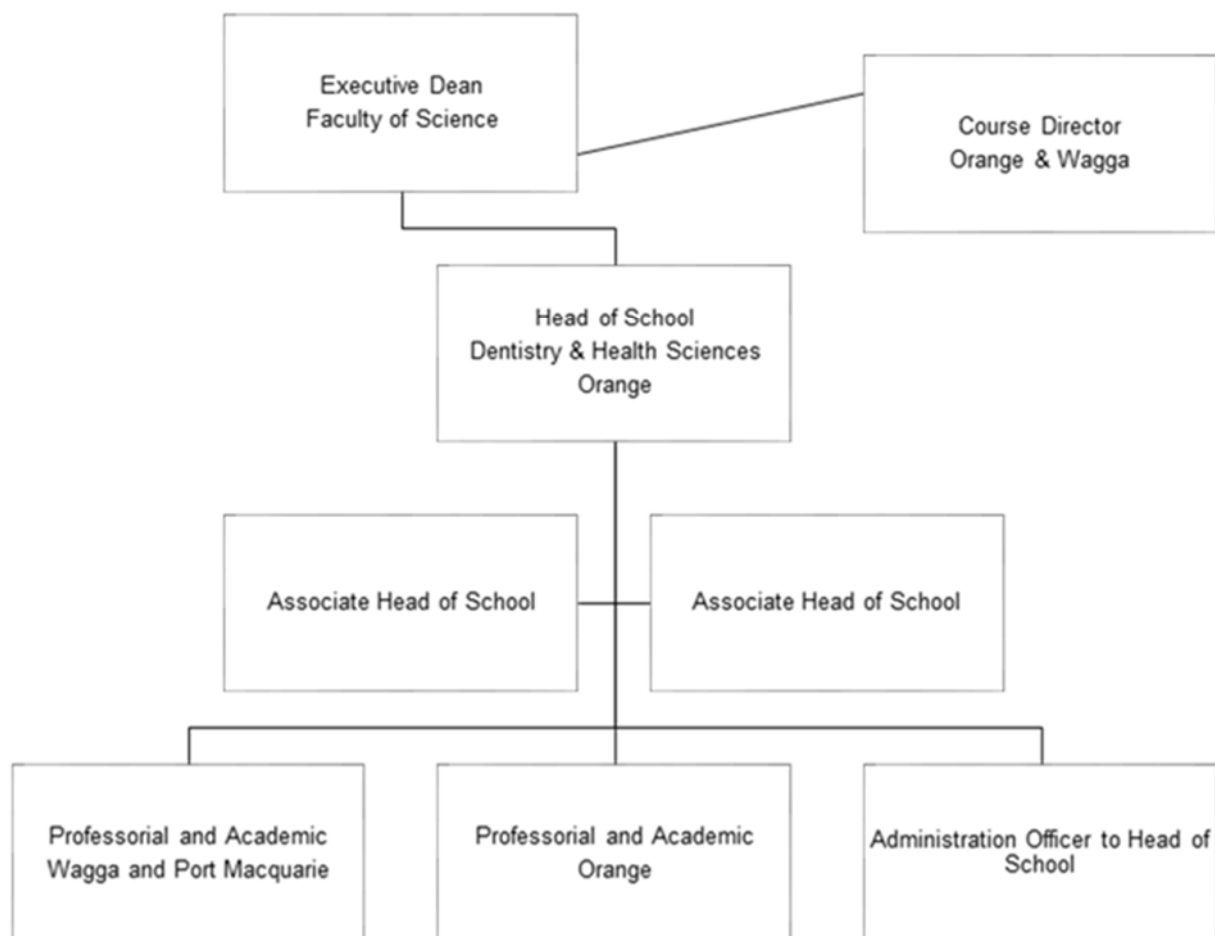 Executive Dean
Faculty of Science
Course Director
Orange & Wagga
Head of School
Dentistry & Health Sciences
Orange
Associate Head of School
Associate Head of School
Professorial and Academic
Wagga and Port Macquarie
Professorial and Academic
Orange
Administration Officer to Head of
School